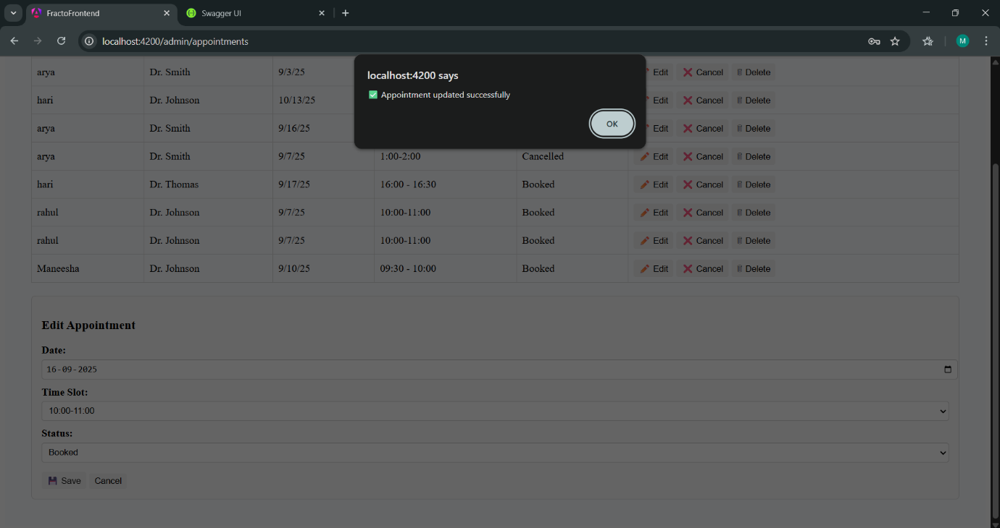 FractoFrontend
Swagger UI
localhost:4200/admin/appointments
M
localhost:4200 says
Appointment updated successfully
OK
arya Dr. Smith 9/3/25 Edit Cancel Delete
hari Dr. Johnson 10/13/25 Edit Cancel Delete
arya Dr. Smith 9/16/25 Edit Cancel Delete
arya Dr. Smith 9/7/25 1:00-2:00 Cancelled Edit Cancel Delete
hari Dr. Thomas 9/17/25 16:00 - 16:30 Booked Edit Cancel Delete
rahul Dr. Johnson 9/7/25 10:00-11:00 Booked Edit Cancel Delete
rahul Dr. Johnson 9/7/25 10:00-11:00 Booked Edit Cancel Delete
Maneesha Dr. Johnson 9/10/25 09:30 - 10:00 Booked Edit Cancel Delete
Edit Appointment
Date:
16-09-2025
Time Slot:
10:00-11:00
Status:
Booked
Save Cancel